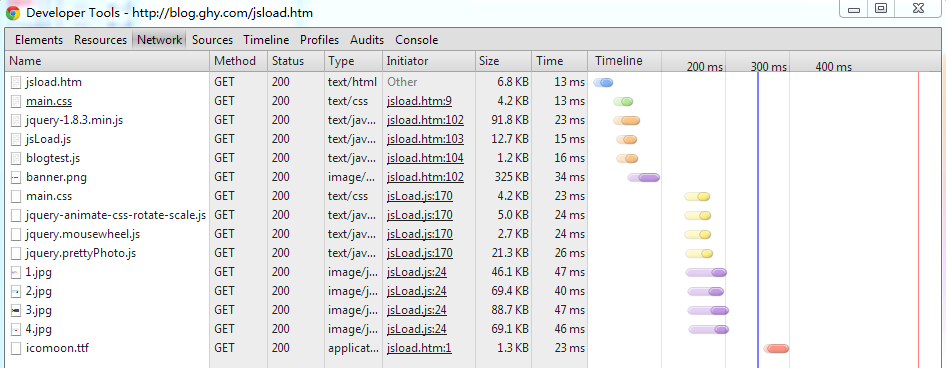 Developer Tools - http://blog.ghy.com/jsload.htm
Elements Resources Network Sources Timeline Profiles Audits Console
Name Method Status Type Initiator Size Time Timeline 200 ms 300 ms 400 ms
jsload.htm GET 200 text/html Other 6.8 KB 13 ms
main.css GET 200 text/css jsload.htm:9 4.2 KB 13 ms
jquery-1.8.3.min.js GET 200 text/jav... jsload.htm:102 91.8 KB 23 ms
jsLoad.js GET 200 text/jav... jsload.htm:103 12.7 KB 15 ms
blogtest.js GET 200 text/jav... jsload.htm:104 1.2 KB 16 ms
banner.png GET 200 image/... jsload.htm:102 325 KB 34 ms
main.css GET 200 text/css jsLoad.js:170 4.2 KB 23 ms
jquery-animate-css-rotate-scale.js GET 200 text/jav... jsLoad.js:170 5.0 KB 24 ms
jquery.mousewheel.js GET 200 text/jav... jsLoad.js:170 2.7 KB 24 ms
jquery.prettyPhoto.js GET 200 text/jav... jsLoad.js:170 21.3 KB 26 ms
1.jpg GET 200 image/j... jsLoad.js:24 46.1 KB 47 ms
2.jpg GET 200 image/j... jsLoad.js:24 69.4 KB 40 ms
3.jpg GET 200 image/j... jsLoad.js:24 88.7 KB 47 ms
4.jpg GET 200 image/j... jsLoad.js:24 69.1 KB 46 ms
icomoon.ttf GET 200 applicat... jsload.htm:1 1.3 KB 23 ms